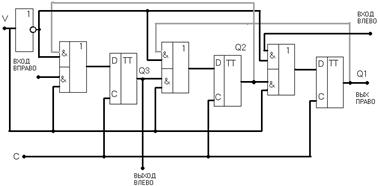 V
1
ВХОД
ВПРАВО
&
1
&
D
TT
C
Q3
ВЫХОД
ВЛЕВО
&
1
&
D
TT
C
Q2
&
1
&
D
TT
C
Q1
ВХОД
ВЛЕВО
ВЫХ
ПРАВО
C